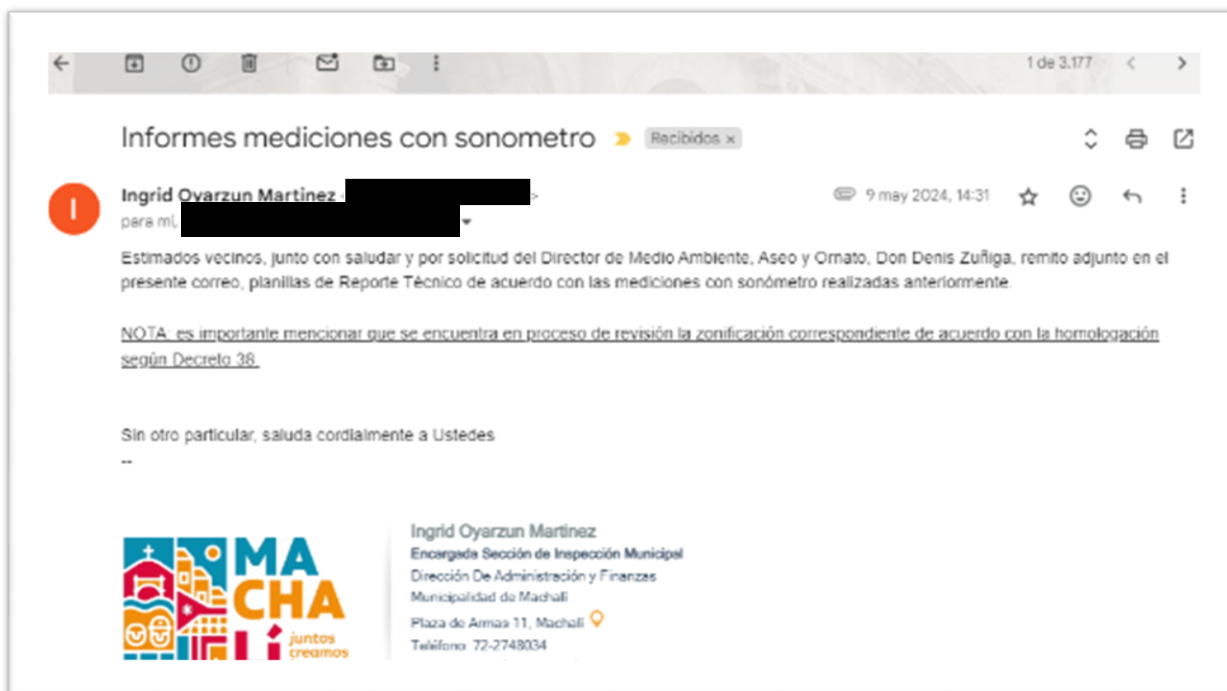 1 de 3.177
Informes mediciones con sonometro Recibidos x
Ingrid Oyarzun Martinez
9 may 2024, 14:31
para mí,
Estimados vecinos, junto con saludar y por solicitud del Director de Medio Ambiente, Aseo y Ornato, Don Denis Zuñiga, remito adjunto en el
presente correo, planillas de Reporte Técnico de acuerdo con las mediciones con sonómetro realizadas anteriormente.
NOTA: es importante mencionar que se encuentra en proceso de revisión la zonificación correspondiente de acuerdo con la homologación
según Decreto 38.
Sin otro particular, saluda cordialmente a Ustedes
--
I
MA
CHA
LÍ juntos
creamos
Ingrid Oyarzun Martinez
Encargada Sección de Inspección Municipal
Dirección De Administración y Finanzas
Municipalidad de Machalí
Plaza de Armas 11, Machalí
Teléfono: 72-2748034